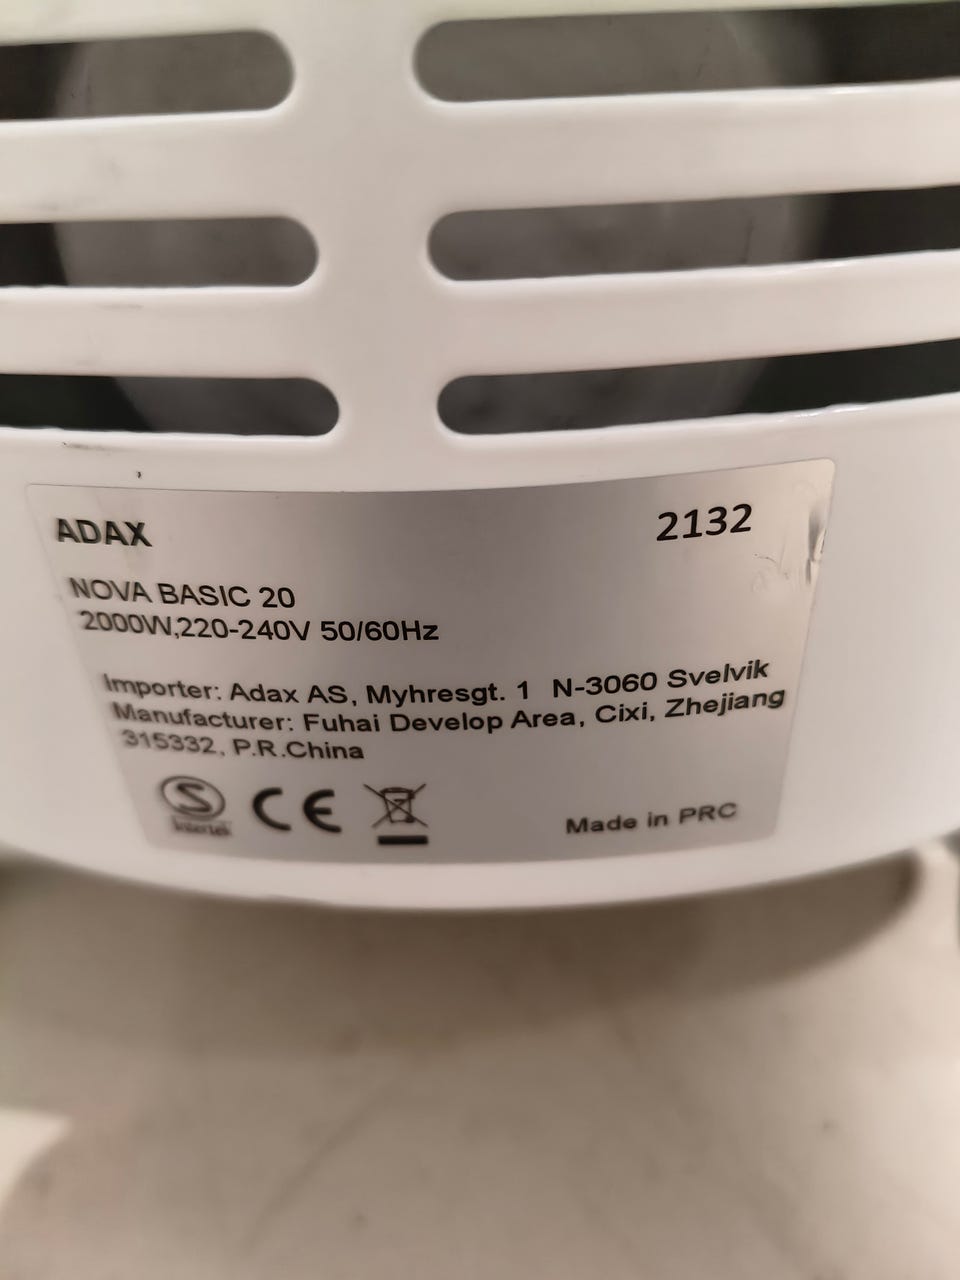 ADAX
2132
NOVA BASIC 20
2000W,220-240V 50/60Hz
Importer: Adax AS, Myhresgt. 1 N-3060 Svelvik
Manufacturer: Fuhai Develop Area, Cixi, Zhejiang
315332, P.R.China
S
Intertek
CE
Made in PRC